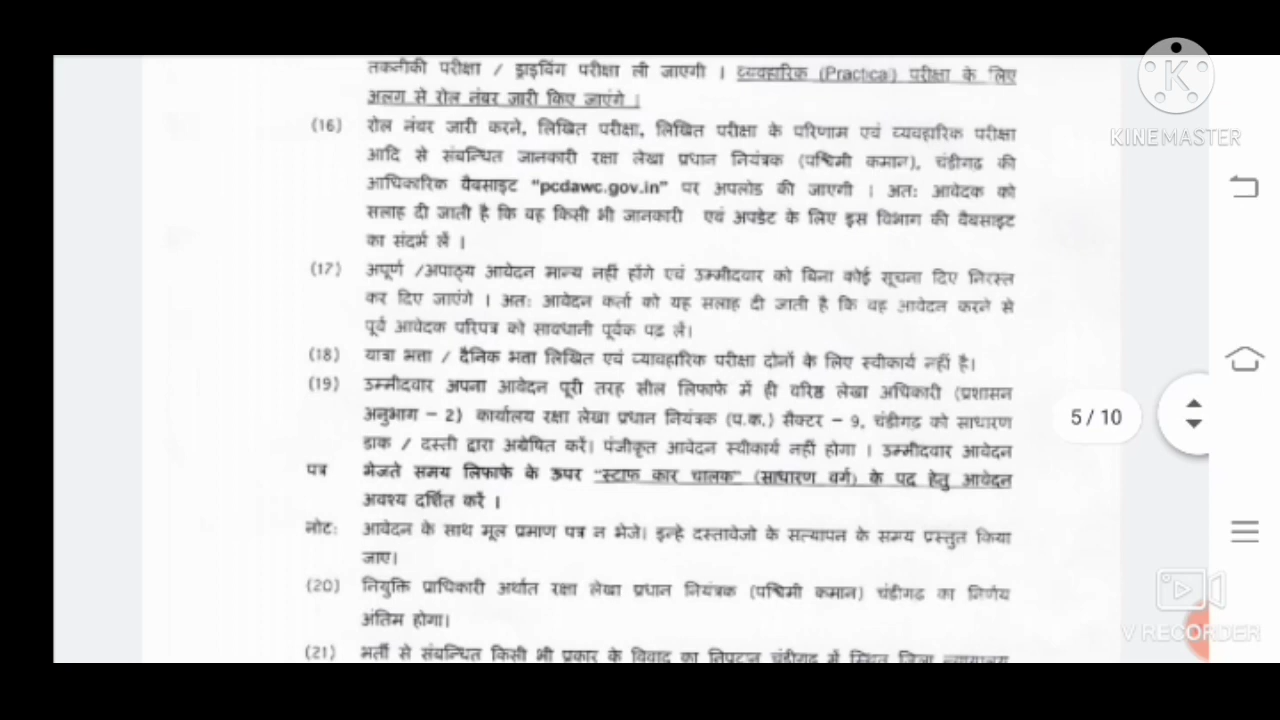 तकनीकी परीक्षा / ड्राइविंग परीक्षा ली जाएगी । व्यवहारिक (Practical) परीक्षा के लिए
अलग से रोल नंबर जारी किए जाएंगे ।
(16) रोल नंबर जारी करने, लिखित परीक्षा, लिखित परीक्षा के परिणाम एवं व्यवहारिक परीक्षा
आदि से संबन्धित जानकारी रक्षा लेखा प्रधान नियंत्रक (पश्चिमी कमान), चंडीगढ की
आधिकारिक वैबसाइट "pcdawc.gov.in" पर अपलोड की जाएगी । अतः आवेदक को
सलाह दी जाती है कि वह किसी भी जानकारी एवं अपडेट के लिए इस विभाग की वैबसाइट
का संदर्भ लें ।
(17) अपूर्ण /अपाठ्य आवेदन मान्य नहीं होंगे एवं उम्मीदवार को बिना कोई सूचना दिए निरस्त
कर दिए जाएंगे । अतः आवेदन कर्ता को यह सलाह दी जाती है कि वह आवेदन करने से
पूर्व आवेदक परिपत्र को सावधानी पूर्वक पढ़ लें।
(18) यात्रा भत्ता / दैनिक भत्ता लिखित एवं व्यावहारिक परीक्षा दोनों के लिए स्वीकार्य नहीं है।
(19) उम्मीदवार अपना आवेदन पूरी तरह सील लिफाफे में ही वरिष्ठ लेखा अधिकारी (प्रशासन
अनुभाग – 2) कार्यालय रक्षा लेखा प्रधान नियंत्रक (प.क.) सैक्टर – 9, चंडीगढ़ को साधारण
डाक / दस्ती द्वारा अग्रेषित करें। पंजीकृत आवेदन स्वीकार्य नहीं होगा । उम्मीदवार आवेदन
पत्र भेजते समय लिफाफे के ऊपर "स्टाफ कार चालक" (साधारण वर्ग) के पद हेतु आवेदन
अवश्य दर्शित करें ।
नोट: आवेदन के साथ मूल प्रमाण पत्र न भेजे। इन्हे दस्तावेजो के सत्यापन के समय प्रस्तुत किया
जाए।
(20) नियुक्ति प्राधिकारी अर्थात रक्षा लेखा प्रधान नियंत्रक (पश्चिमी कमान) चंडीगढ का निर्णय
अंतिम होगा।
(21) भर्ती से संबन्धित किसी भी प्रकार के विवाद का निपटान चंडीगढ में स्थित जिला न्यायालय
5 / 10
K
KINEMASTER
V RECORDER